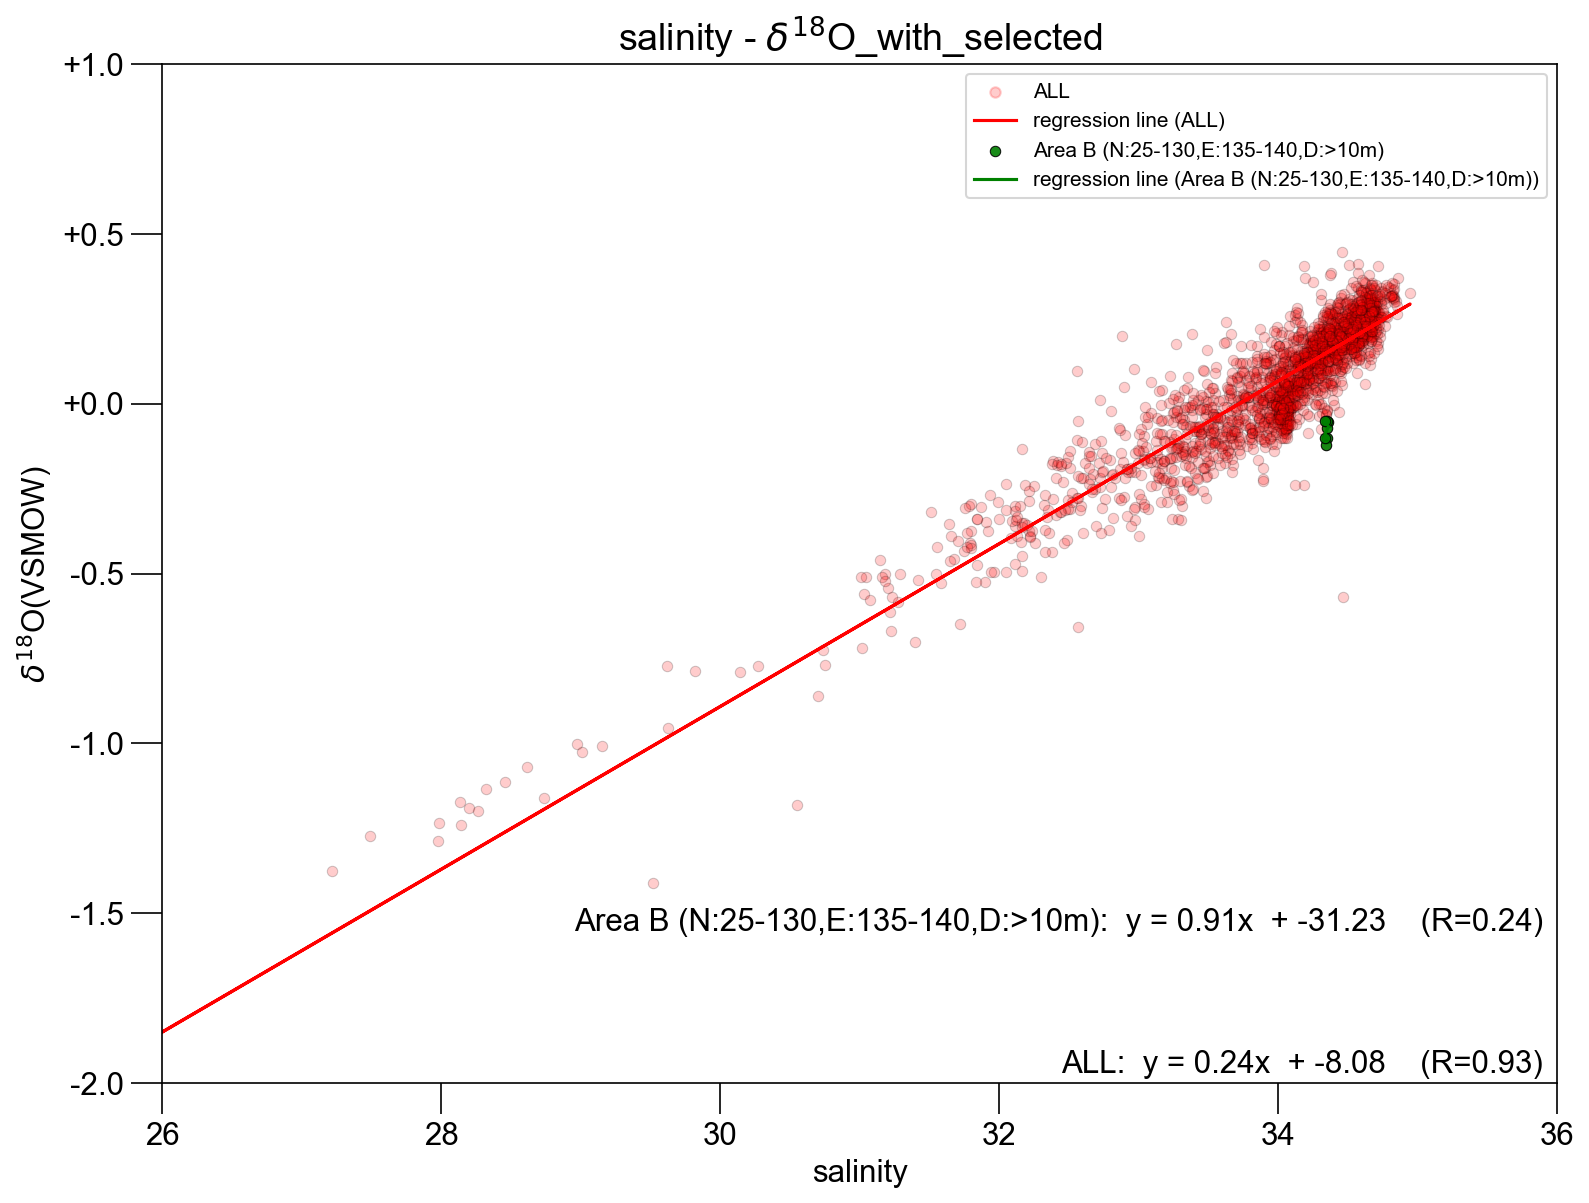 salinity - δ¹⁸O_with_selected
+1.0
+0.5
+0.0
-0.5
-1.0
-1.5
-2.0
δ¹⁸O(VSMOW)
ALL
regression line (ALL)
Area B (N:25-130,E:135-140,D:>10m)
regression line (Area B (N:25-130,E:135-140,D:>10m))
Area B (N:25-130,E:135-140,D:>10m):  y = 0.91x  + -31.23    (R=0.24)
ALL:  y = 0.24x  + -8.08    (R=0.93)
26 28 30 32 34 36
salinity